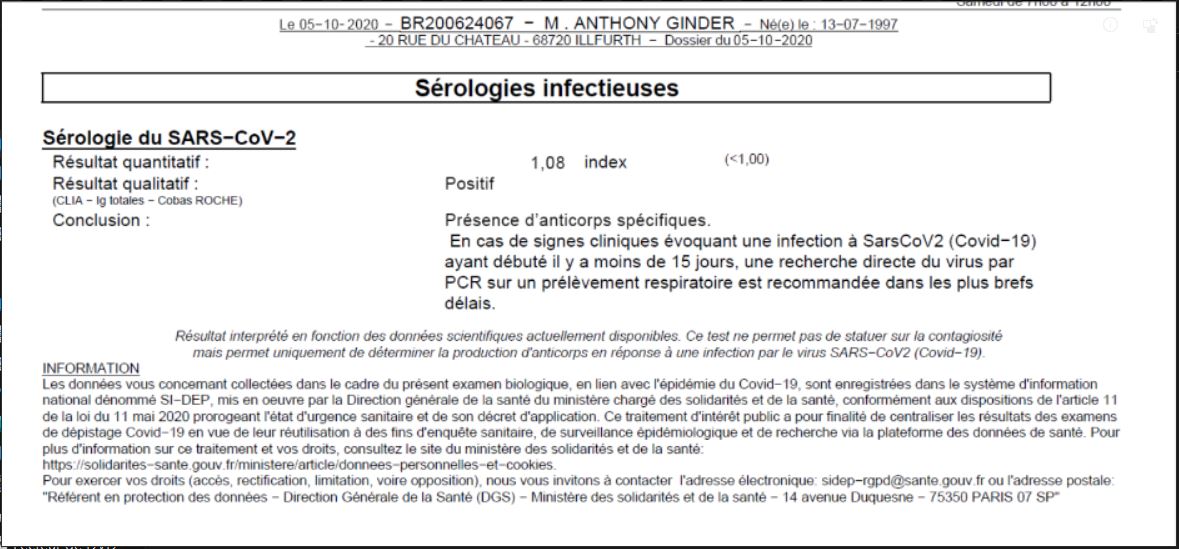 Samedi de 7h00 à 12h00
Le 05-10-2020 - BR200624067 - M . ANTHONY GINDER - Né(e) le : 13-07-1997
- 20 RUE DU CHATEAU - 68720 ILLFURTH - Dossier du 05-10-2020
Sérologies infectieuses
Sérologie du SARS-CoV-2
Résultat quantitatif : 1,08 index (<1,00)
Résultat qualitatif : Positif
(CLIA - Ig totales - Cobas ROCHE)
Conclusion : Présence d'anticorps spécifiques.
En cas de signes cliniques évoquant une infection à SarsCoV2 (Covid-19)
ayant débuté il y a moins de 15 jours, une recherche directe du virus par
PCR sur un prélèvement respiratoire est recommandée dans les plus brefs
délais.
Résultat interprété en fonction des données scientifiques actuellement disponibles. Ce test ne permet pas de statuer sur la contagiosité
mais permet uniquement de déterminer la production d'anticorps en réponse à une infection par le virus SARS-CoV2 (Covid-19).
INFORMATION
Les données vous concernant collectées dans le cadre du présent examen biologique, en lien avec l'épidémie du Covid-19, sont enregistrées dans le système d'information
national dénommé SI-DEP, mis en oeuvre par la Direction générale de la santé du ministère chargé des solidarités et de la santé, conformément aux dispositions de l'article 11
de la loi du 11 mai 2020 prorogeant l'état d'urgence sanitaire et de son décret d'application. Ce traitement d'intérêt public a pour finalité de centraliser les résultats des examens
de dépistage Covid-19 en vue de leur réutilisation à des fins d'enquête sanitaire, de surveillance épidémiologique et de recherche via la plateforme des données de santé. Pour
plus d'information sur ce traitement et vos droits, consultez le site du ministère des solidarités et de la santé:
https://solidarites-sante.gouv.fr/ministere/article/donnees-personnelles-et-cookies.
Pour exercer vos droits (accès, rectification, limitation, voire opposition), nous vous invitons à contacter l'adresse électronique: sidep-rgpd@sante.gouv.fr ou l'adresse postale:
"Référent en protection des données - Direction Générale de la Santé (DGS) - Ministère des solidarités et de la santé - 14 avenue Duquesne - 75350 PARIS 07 SP"